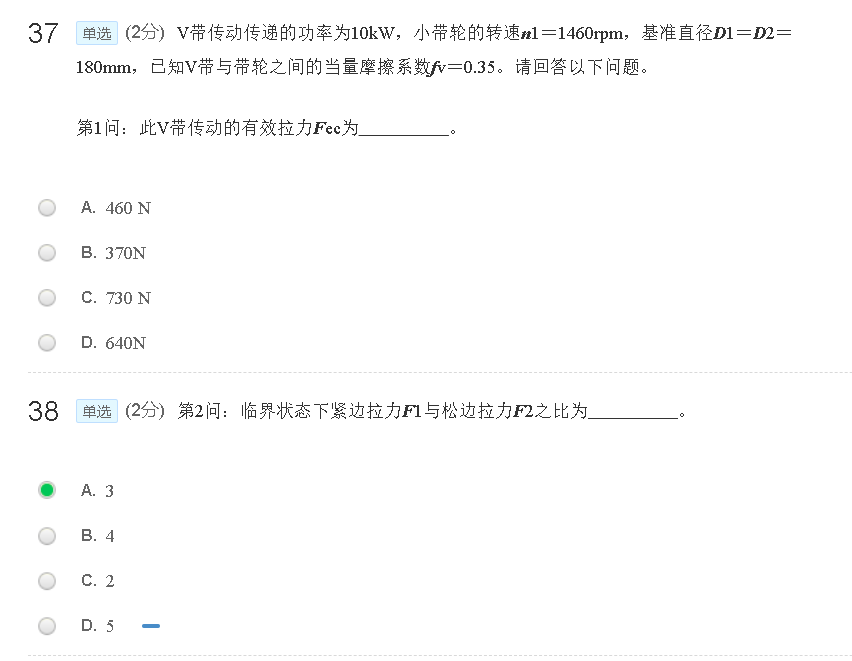 37 单选 (2分) V带传动传递的功率为10kW，小带轮的转速n1＝1460rpm，基准直径D1＝D2＝
180mm，已知V带与带轮之间的当量摩擦系数fv＝0.35。请回答以下问题。
第1问：此V带传动的有效拉力Fec为__________。
A. 460 N
B. 370N
C. 730 N
D. 640N
38 单选 (2分) 第2问：临界状态下紧边拉力F1与松边拉力F2之比为__________。
A. 3
B. 4
C. 2
D. 5